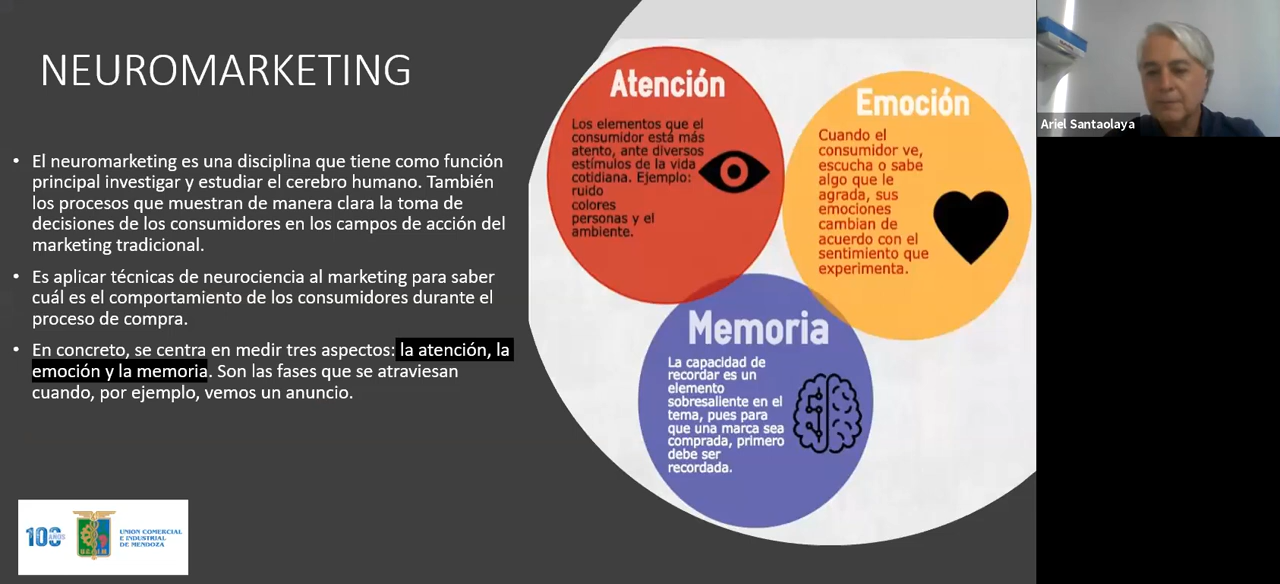 NEUROMARKETING
• El neuromarketing es una disciplina que tiene como función
principal investigar y estudiar el cerebro humano. También
los procesos que muestran de manera clara la toma de
decisiones de los consumidores en los campos de acción del
marketing tradicional.
• Es aplicar técnicas de neurociencia al marketing para saber
cuál es el comportamiento de los consumidores durante el
proceso de compra.
• En concreto, se centra en medir tres aspectos: la atención, la
emoción y la memoria. Son las fases que se atraviesan
cuando, por ejemplo, vemos un anuncio.
Atención
Los elementos que el
consumidor está más
atento, ante diversos
estímulos de la vida
cotidiana. Ejemplo:
ruido
colores
personas y el
ambiente.
Emoción
Cuando el
consumidor ve,
escucha o sabe
algo que le
agrada, sus
emociones
cambian de
acuerdo con el
sentimiento que
experimenta.
Memoria
La capacidad de
recordar es un
elemento
sobresaliente en el
tema, pues para
que una marca sea
comprada, primero
debe ser
recordada.
100 AÑOS
UNION COMERCIAL
E INDUSTRIAL
DE MENDOZA
Ariel Santaolaya